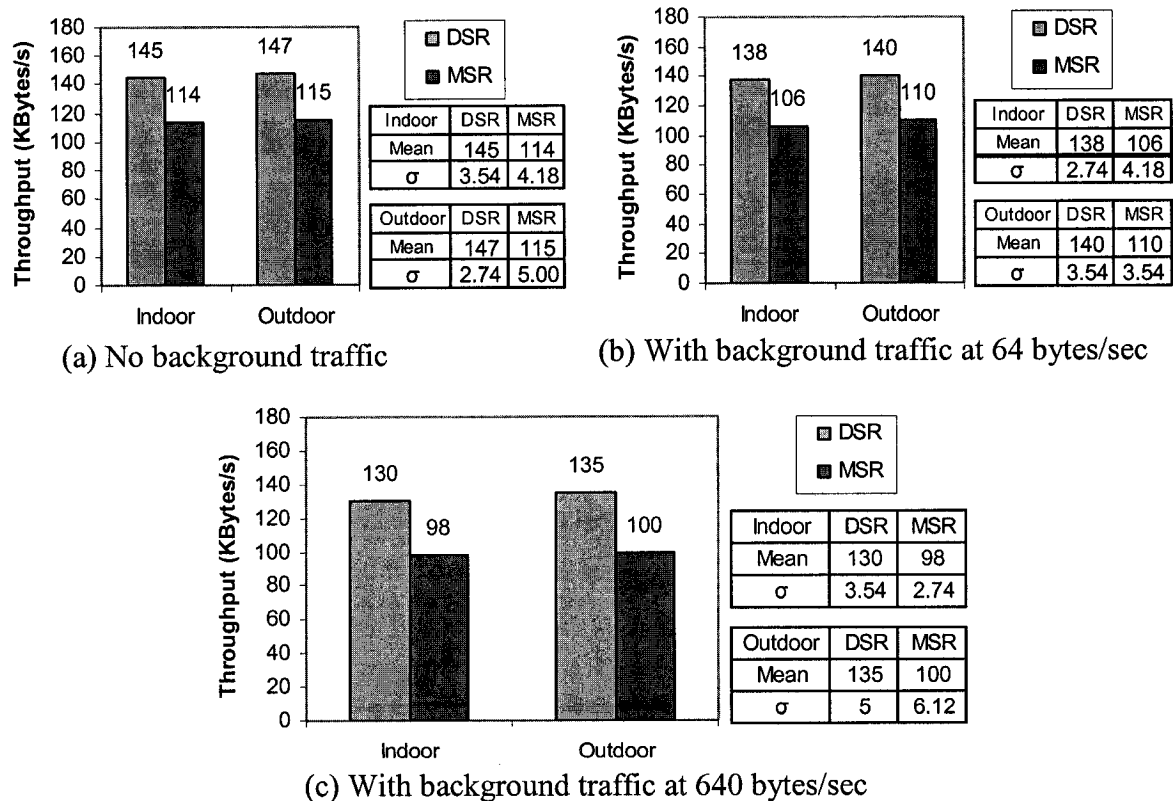 Throughput (KBytes/s)
180
160
140
120
100
80
60
40
20
0
145
114
147
115
Indoor
Outdoor
DSR
MSR
Indoor DSR MSR
Mean 145 114
σ 3.54 4.18
Outdoor DSR MSR
Mean 147 115
σ 2.74 5.00
(a) No background traffic
Throughput (KBytes/s)
180
160
140
120
100
80
60
40
20
0
138
106
140
110
Indoor
Outdoor
DSR
MSR
Indoor DSR MSR
Mean 138 106
σ 2.74 4.18
Outdoor DSR MSR
Mean 140 110
σ 3.54 3.54
(b) With background traffic at 64 bytes/sec
Throughput (KBytes/s)
180
160
140
120
100
80
60
40
20
0
130
98
135
100
Indoor
Outdoor
DSR
MSR
Indoor DSR MSR
Mean 130 98
σ 3.54 2.74
Outdoor DSR MSR
Mean 135 100
σ 5 6.12
(c) With background traffic at 640 bytes/sec